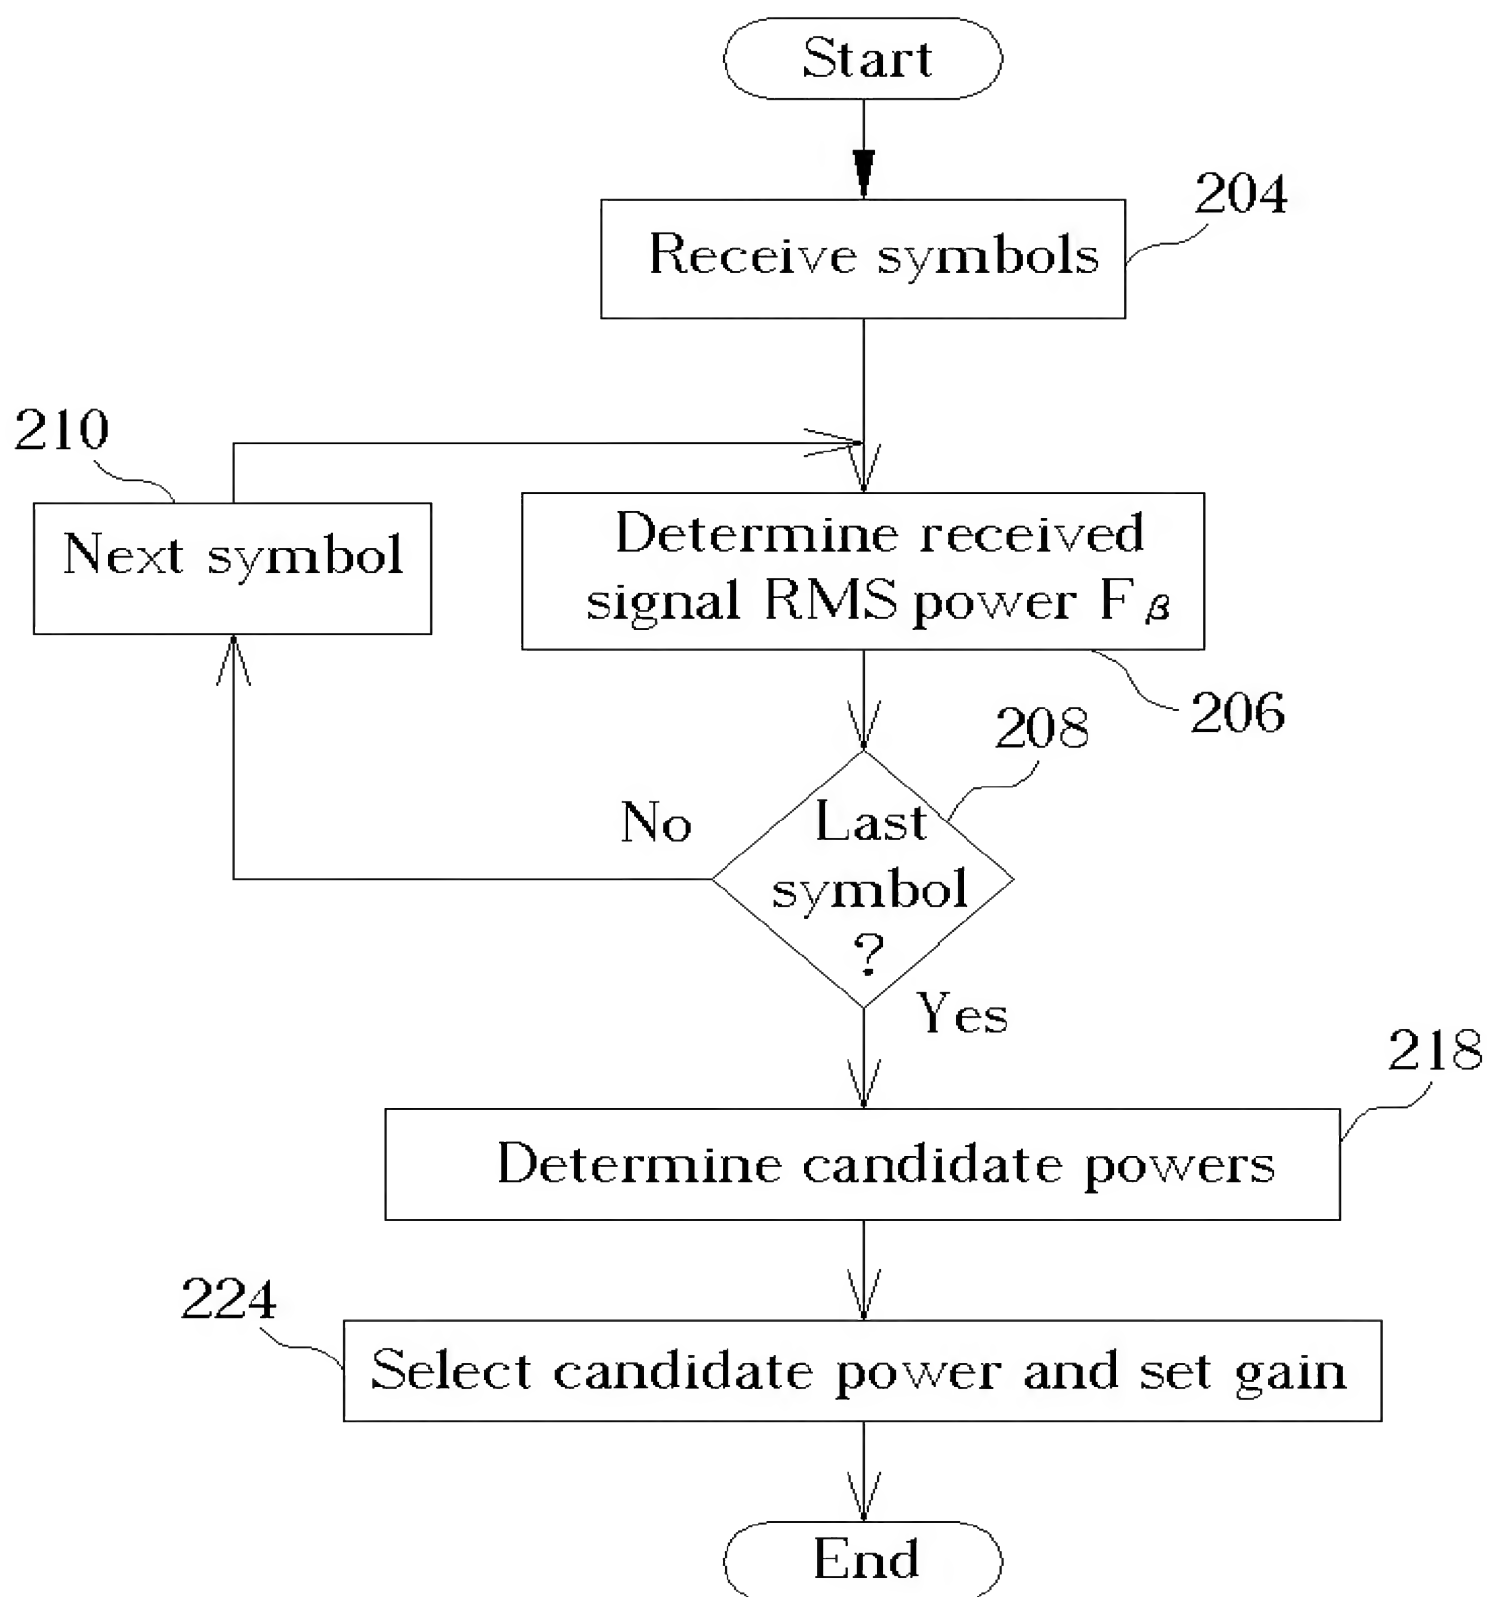 Start
204
Receive symbols
210
Next symbol
Determine received
signal RMS power Fβ
206
208
No
Last
symbol
?
Yes
218
Determine candidate powers
224
Select candidate power and set gain
End